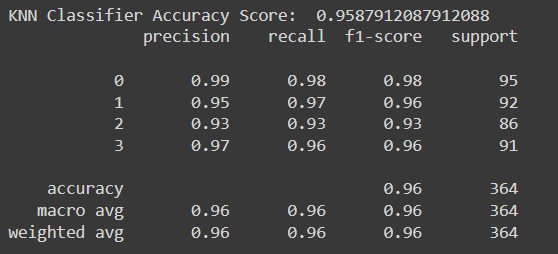 KNN Classifier Accuracy Score:  0.9587912087912088
              precision    recall  f1-score   support

           0       0.99      0.98      0.98        95
           1       0.95      0.97      0.96        92
           2       0.93      0.93      0.93        86
           3       0.97      0.96      0.96        91

    accuracy                           0.96       364
   macro avg       0.96      0.96      0.96       364
weighted avg       0.96      0.96      0.96       364